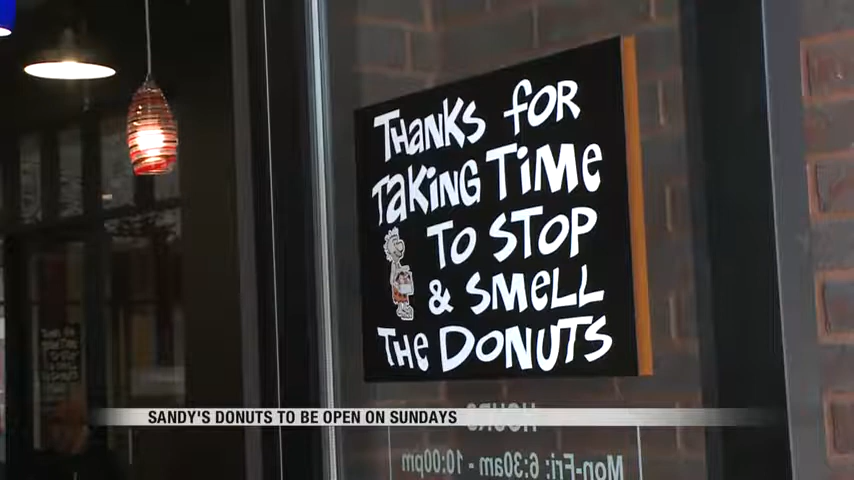 THANKS FOR
TAKING TIME
TO STOP
& SMELL
THE DONUTS
SANDY'S DONUTS TO BE OPEN ON SUNDAYS
HOURS
Mon-Fri: 6:30am - 10:00pm